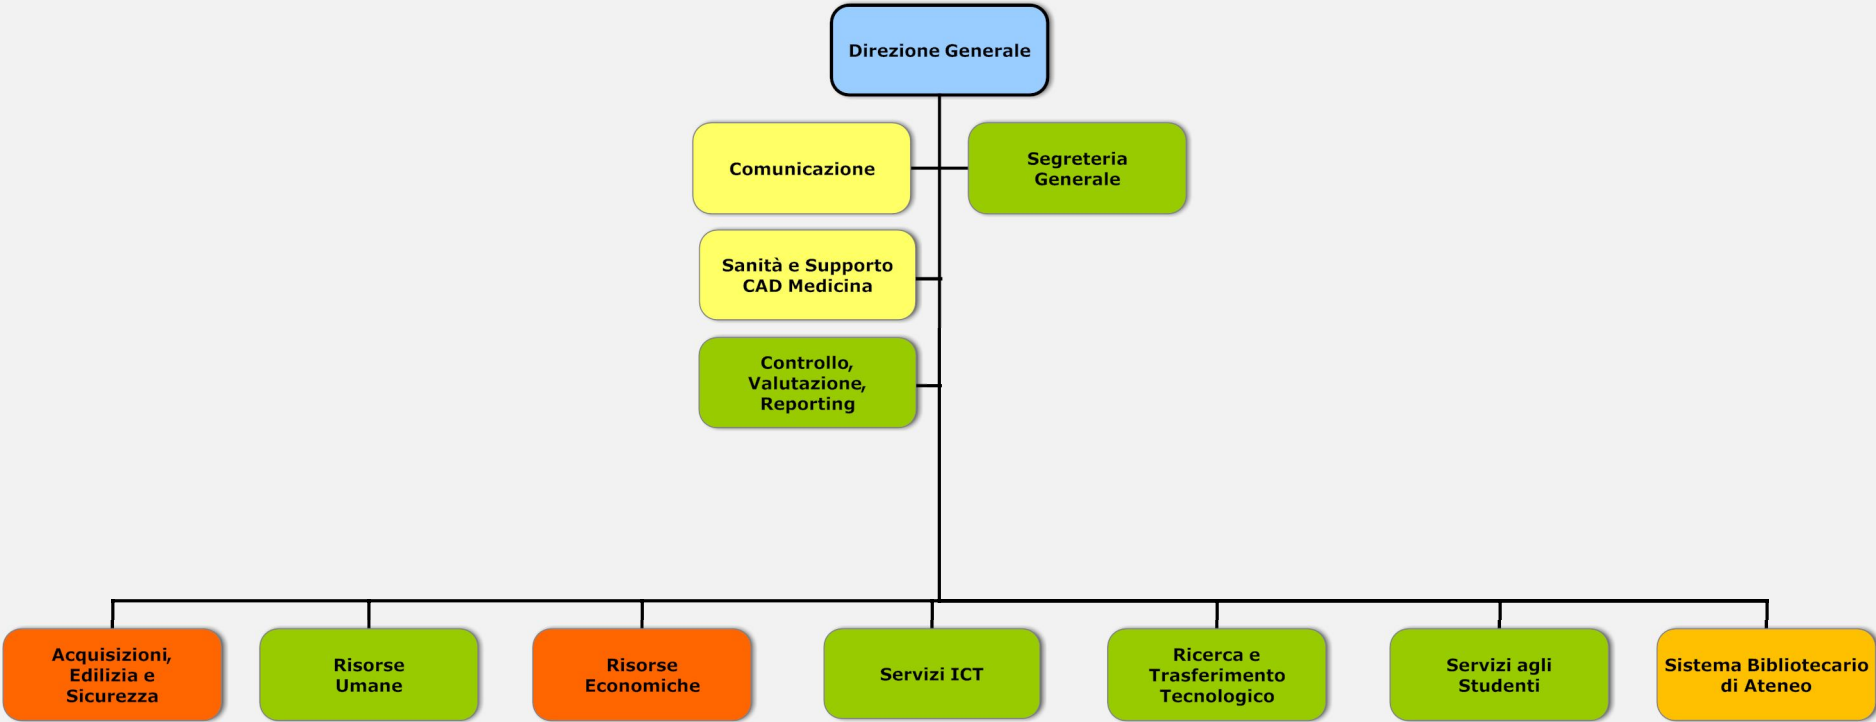 Direzione Generale
Comunicazione
Segreteria
Generale
Sanità e Supporto
CAD Medicina
Controllo,
Valutazione,
Reporting
Acquisizioni,
Edilizia e
Sicurezza
Risorse
Umane
Risorse
Economiche
Servizi ICT
Ricerca e
Trasferimento
Tecnologico
Servizi agli
Studenti
Sistema Bibliotecario
di Ateneo